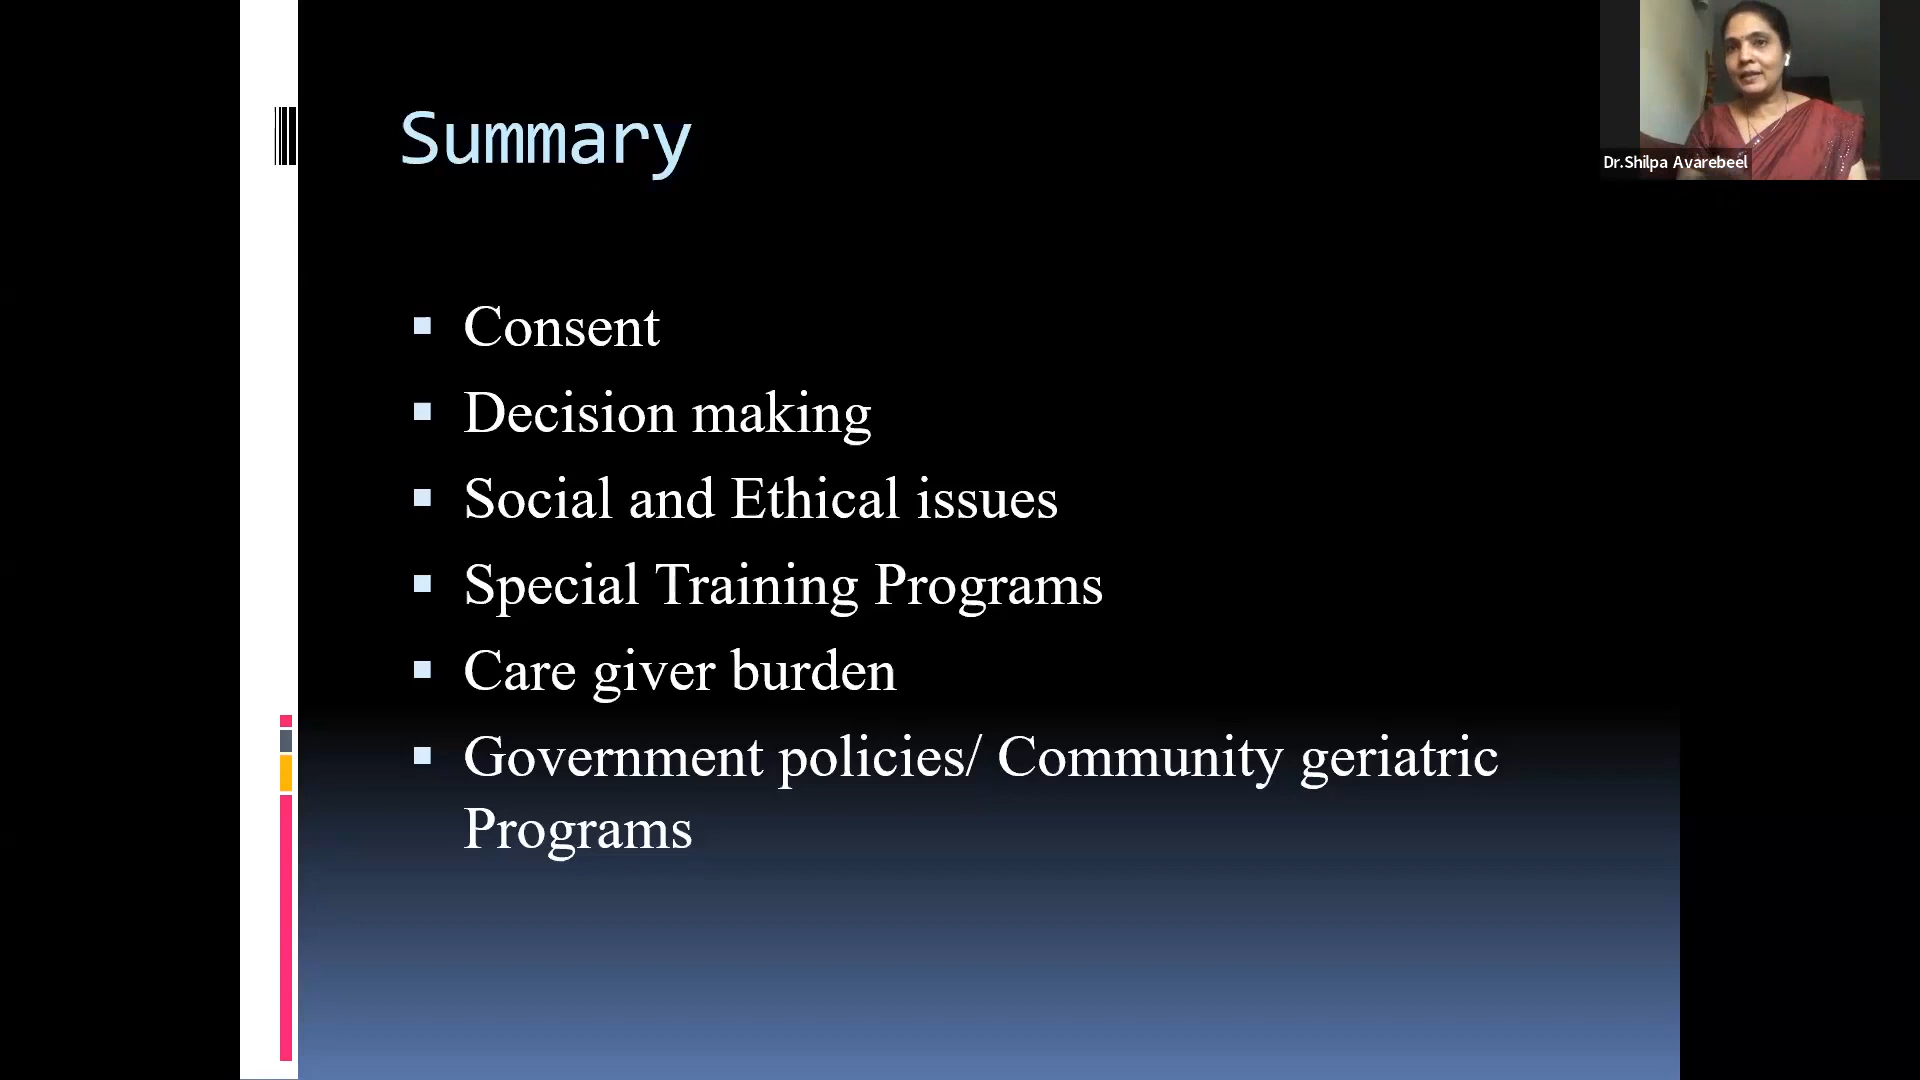 Summary
Dr.Shilpa Avarebeel
Consent
Decision making
Social and Ethical issues
Special Training Programs
Care giver burden
Government policies/ Community geriatric
Programs